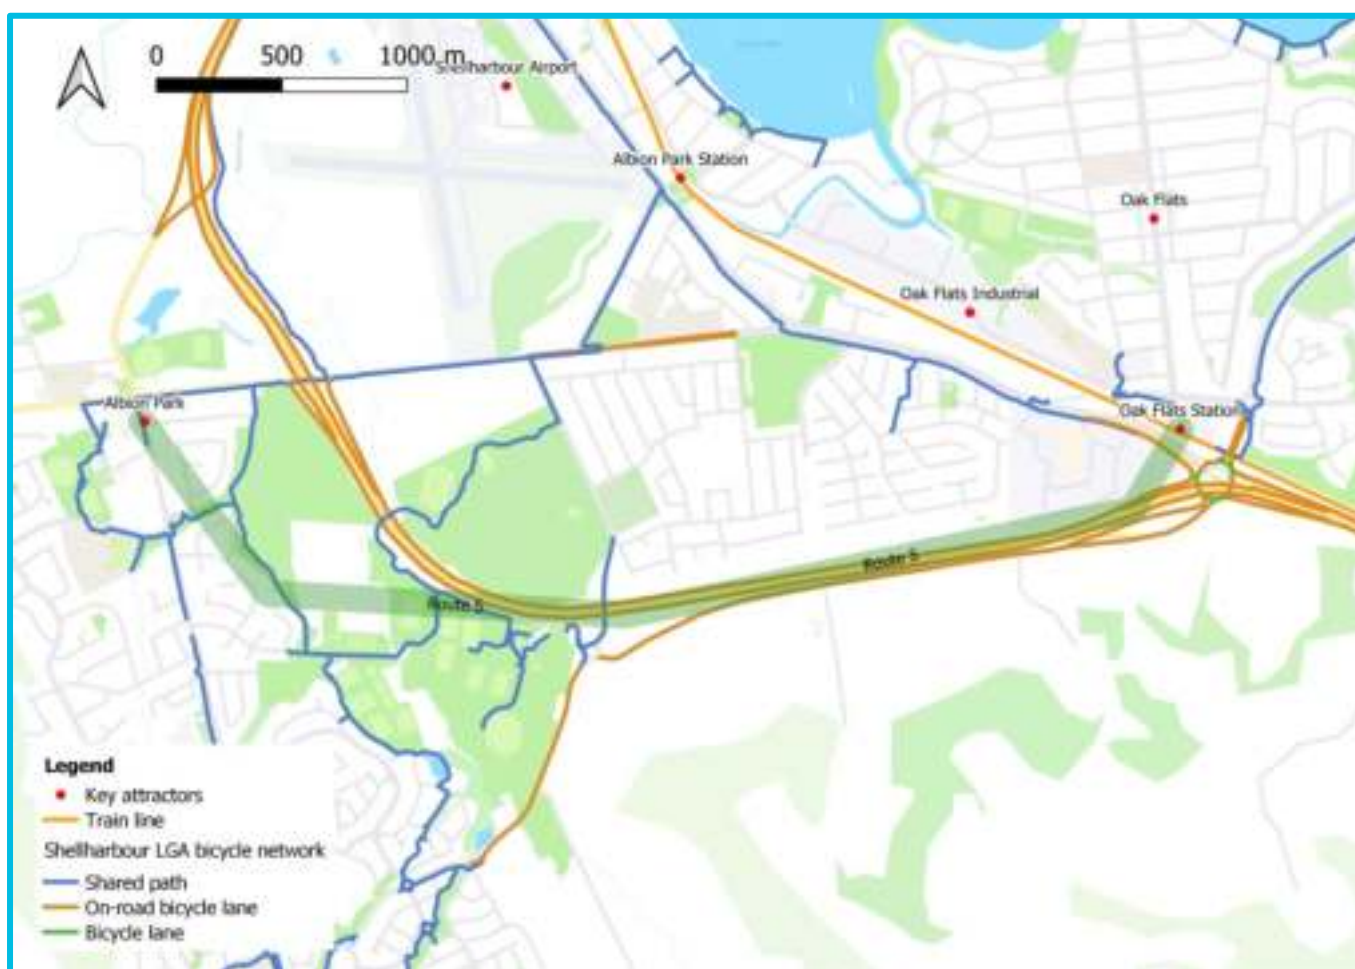 0 500 1000 m
Shellharbour Airport
Albion Park Station
Oak Flats
Oak Flats Industrial
Albion Park
Oak Flats Station
Route 5
Route 5
Legend
Key attractors
Train line
Shellharbour LGA bicycle network
Shared path
On-road bicycle lane
Bicycle lane